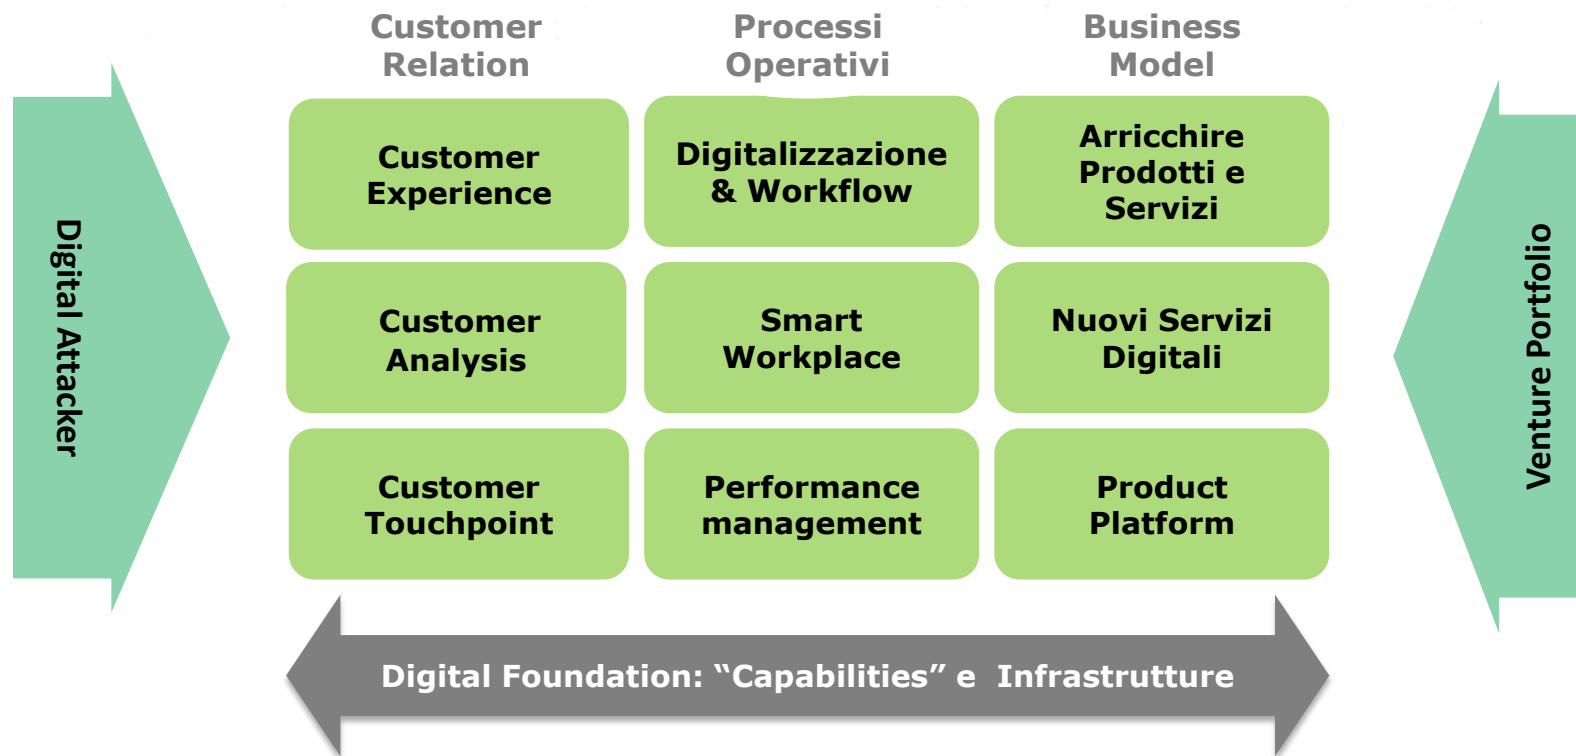 Customer
Relation
Processi
Operativi
Business
Model
Digital Attacker
Customer
Experience
Digitalizzazione
& Workflow
Arricchire
Prodotti e
Servizi
Customer
Analysis
Smart
Workplace
Nuovi Servizi
Digitali
Customer
Touchpoint
Performance
management
Product
Platform
Venture Portfolio
Digital Foundation: “Capabilities” e  Infrastrutture